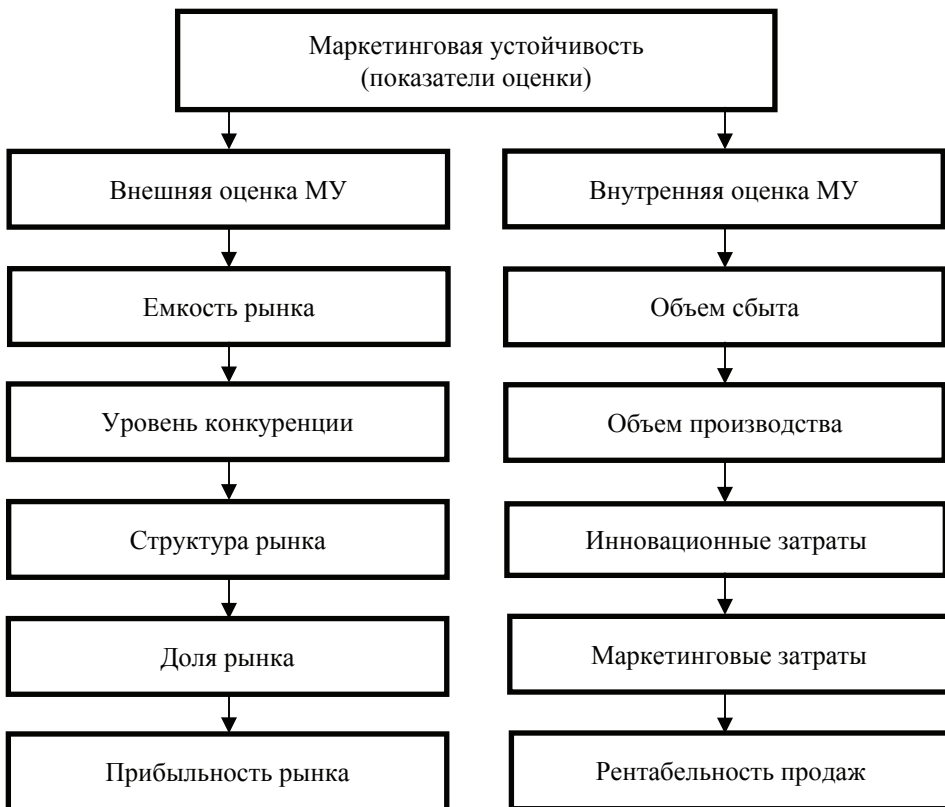 Маркетинговая устойчивость
(показатели оценки)
Внешняя оценка МУ
Емкость рынка
Уровень конкуренции
Структура рынка
Доля рынка
Прибыльность рынка
Внутренняя оценка МУ
Объем сбыта
Объем производства
Инновационные затраты
Маркетинговые затраты
Рентабельность продаж